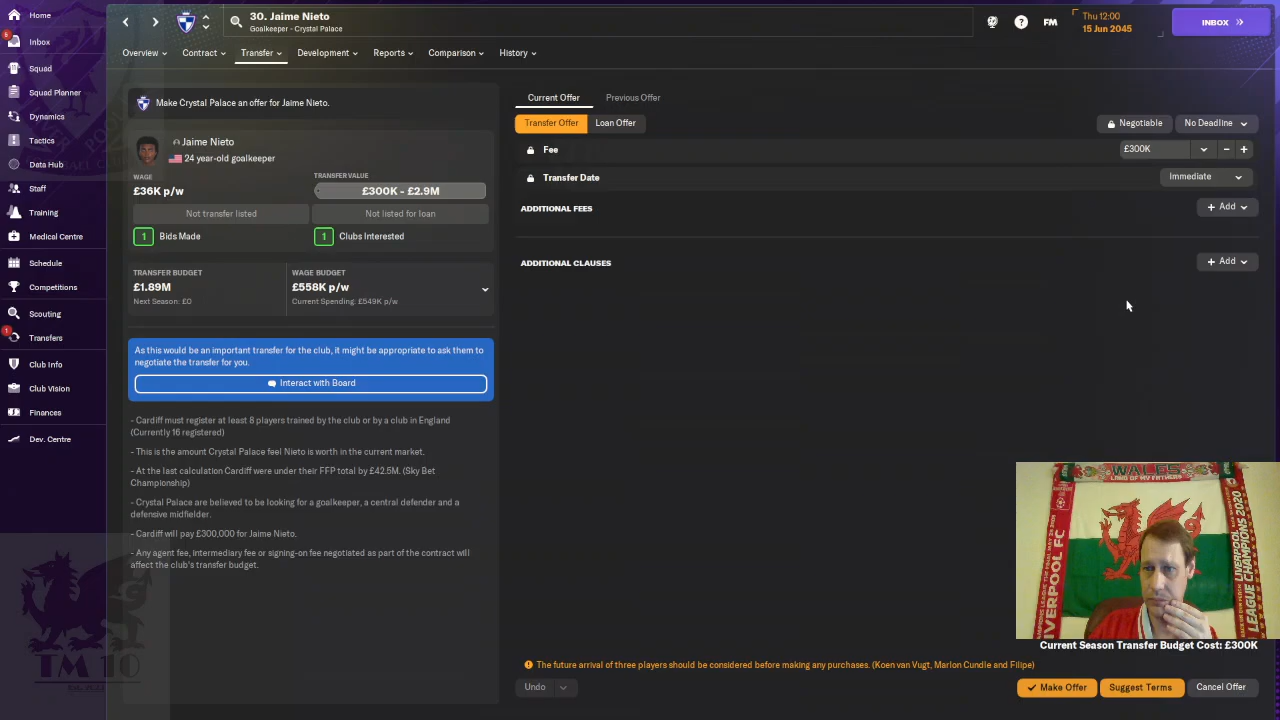 Home
30. Jaime Nieto
Goalkeeper - Crystal Palace
FM
Thu 12:00
15 Jun 2045
INBOX
6
Inbox
Overview
Contract
Transfer
Development
Reports
Comparison
History
Squad
Squad Planner
Dynamics
Tactics
Data Hub
Staff
Training
Medical Centre
Schedule
Competitions
Scouting
1
Transfers
Club Info
Club Vision
Finances
Dev. Centre
Make Crystal Palace an offer for Jaime Nieto.
Jaime Nieto
24 year-old goalkeeper
WAGE
TRANSFER VALUE
£36K p/w
£300K - £2.9M
Not transfer listed
Not listed for loan
1 Bids Made
1 Clubs Interested
TRANSFER BUDGET
WAGE BUDGET
£1.89M
£558K p/w
Next Season: £0
Current Spending: £549K p/w
As this would be an important transfer for the club, it might be appropriate to ask them to
negotiate the transfer for you.
Interact with Board
- Cardiff must register at least 8 players trained by the club or by a club in England
(Currently 16 registered)
- This is the amount Crystal Palace feel Nieto is worth in the current market.
- At the last calculation Cardiff were under their FFP total by £42.5M. (Sky Bet
Championship)
- Crystal Palace are believed to be looking for a goalkeeper, a central defender and a
defensive midfielder.
- Cardiff will pay £300,000 for Jaime Nieto.
- Any agent fee, intermediary fee or signing-on fee negotiated as part of the contract will
affect the club's transfer budget.
Current Offer
Previous Offer
Transfer Offer
Loan Offer
Negotiable
No Deadline
Fee
£300K
Transfer Date
Immediate
ADDITIONAL FEES
+ Add
ADDITIONAL CLAUSES
+ Add
WALES
LAND OF MY FATHERS
LIVERPOOL FC
LIVERPOOL
LEAGUE CHAMPIONS 2020
Current Season Transfer Budget Cost: £300K
The future arrival of three players should be considered before making any purchases. (Koen van Vugt, Marlon Cundle and Filipe)
Undo
Make Offer
Suggest Terms
Cancel Offer
TM 10